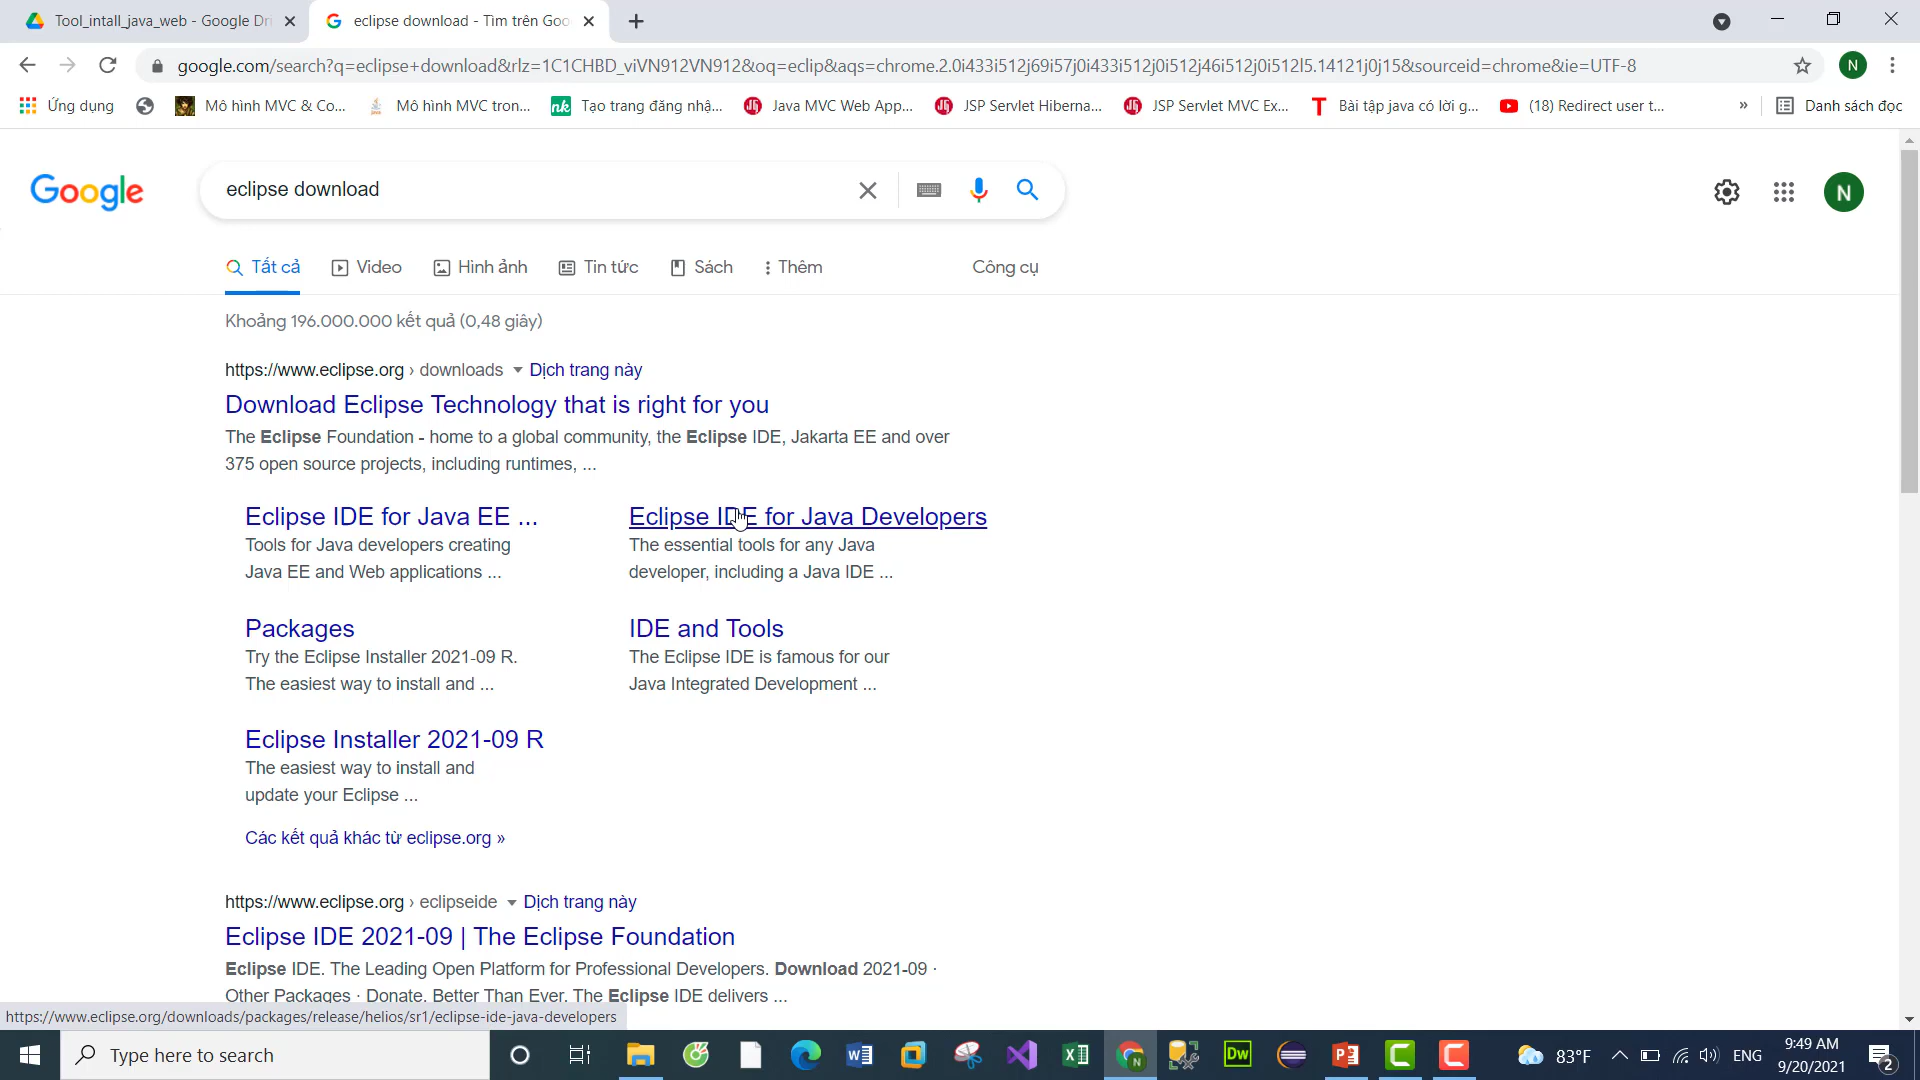 Tool_intall_java_web - Google Dri
eclipse download - Tìm trên Goo
google.com/search?q=eclipse+download&rlz=1C1CHBD_viVN912VN912&oq=eclip&aqs=chrome.2.0i433i512j69i57j0i433i512j0i512j46i512j0i512l5.14121j0j15&sourceid=chrome&ie=UTF-8
N
Ứng dụng
Mô hình MVC & Co...
Mô hình MVC tron...
nk
Tạo trang đăng nhậ...
Java MVC Web App...
JSP Servlet Hiberna...
JSP Servlet MVC Ex...
T
Bài tập java có lời g...
(18) Redirect user t...
»
Danh sách đọc
Google
eclipse download
N
Tất cả
Video
Hình ảnh
Tin tức
Sách
Thêm
Công cụ
Khoảng 196.000.000 kết quả (0,48 giây)
https://www.eclipse.org › downloads Dịch trang này
Download Eclipse Technology that is right for you
The Eclipse Foundation - home to a global community, the Eclipse IDE, Jakarta EE and over
375 open source projects, including runtimes, ...
Eclipse IDE for Java EE ...
Tools for Java developers creating
Java EE and Web applications ...
Eclipse IDE for Java Developers
The essential tools for any Java
developer, including a Java IDE ...
Packages
Try the Eclipse Installer 2021-09 R.
The easiest way to install and ...
IDE and Tools
The Eclipse IDE is famous for our
Java Integrated Development ...
Eclipse Installer 2021-09 R
The easiest way to install and
update your Eclipse ...
Các kết quả khác từ eclipse.org »
https://www.eclipse.org › eclipseide Dịch trang này
Eclipse IDE 2021-09 | The Eclipse Foundation
Eclipse IDE. The Leading Open Platform for Professional Developers. Download 2021-09 ·
Other Packages · Donate. Better Than Ever. The Eclipse IDE delivers ...
https://www.eclipse.org/downloads/packages/release/helios/sr1/eclipse-ide-java-developers
Type here to search
Dw
83°F
ENG
9:49 AM
9/20/2021
2